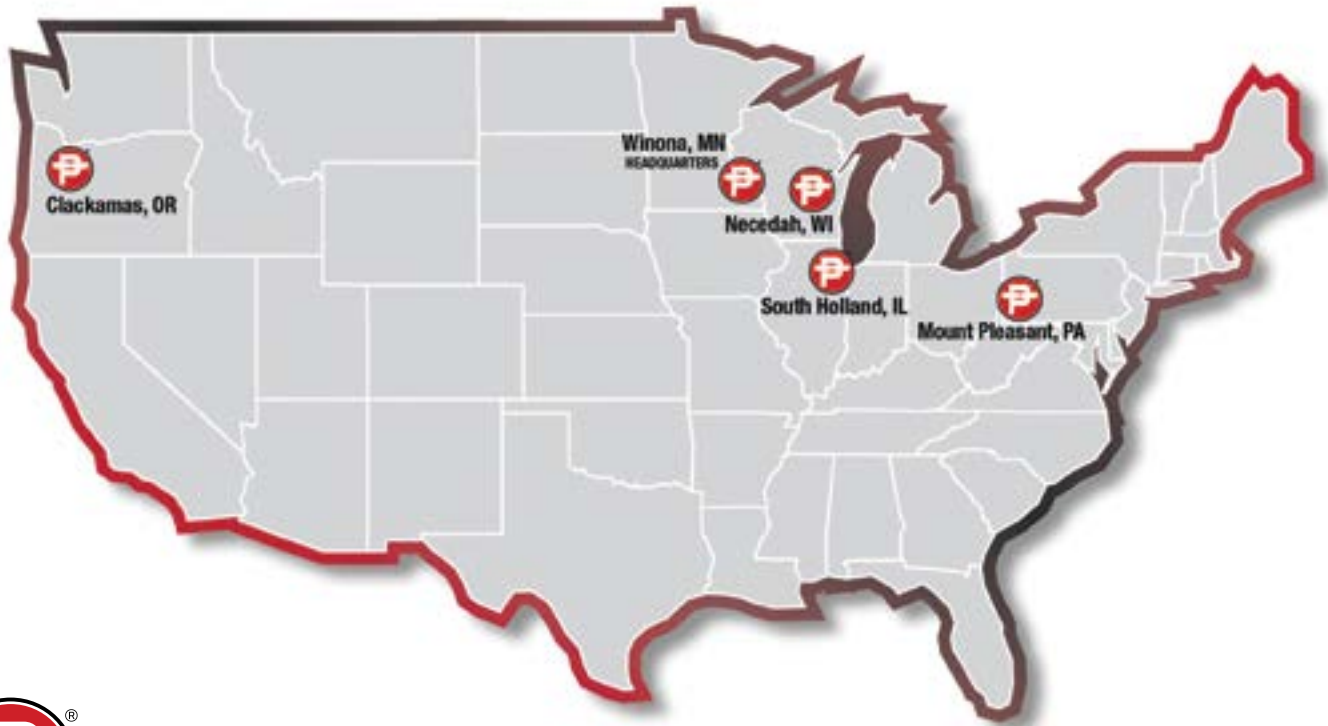 Winona, MN
HEADQUARTERS
Clackamas, OR
Necedah, WI
South Holland, IL
Mount Pleasant, PA
®